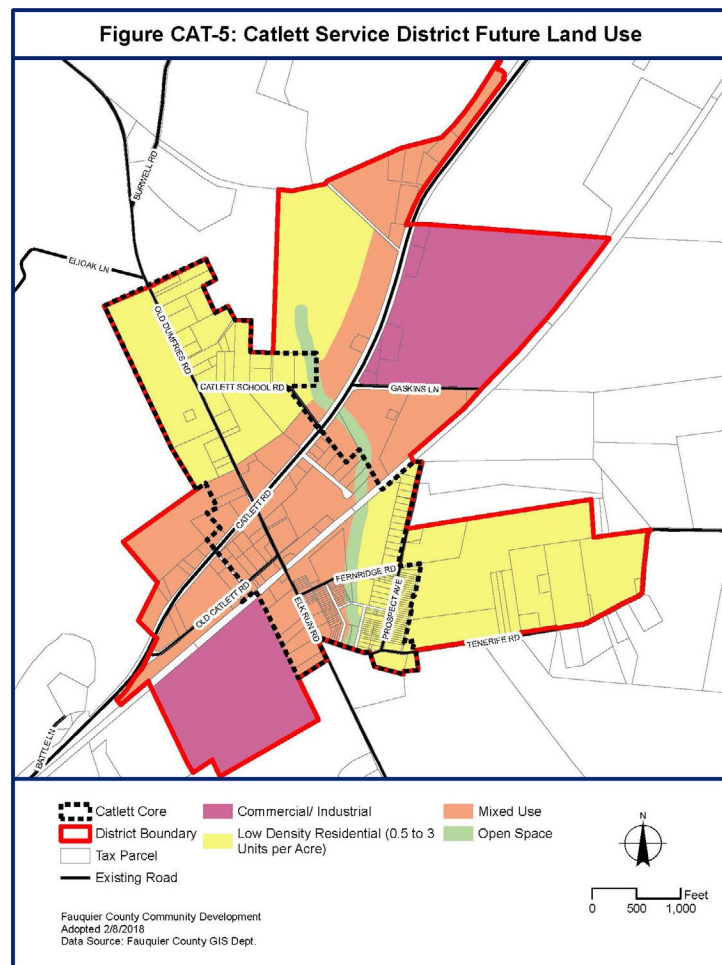 Figure CAT-5: Catlett Service District Future Land Use
BURWELL RD
ELIOAK LN
OLD DUMFRIES RD
CATLETT SCHOOL RD
GASKINS LN
CATLETT RD
OLD CATLETT RD
FERNRIDGE RD
ELK RUN RD
PROSPECT AVE
TENERIFE RD
BATTLE LN
Catlett Core
District Boundary
Tax Parcel
Existing Road
Commercial/ Industrial
Low Density Residential (0.5 to 3
Units per Acre)
Mixed Use
Open Space
N
Feet
0 500 1,000
Fauquier County Community Development
Adopted 2/8/2018
Data Source: Fauquier County GIS Dept.